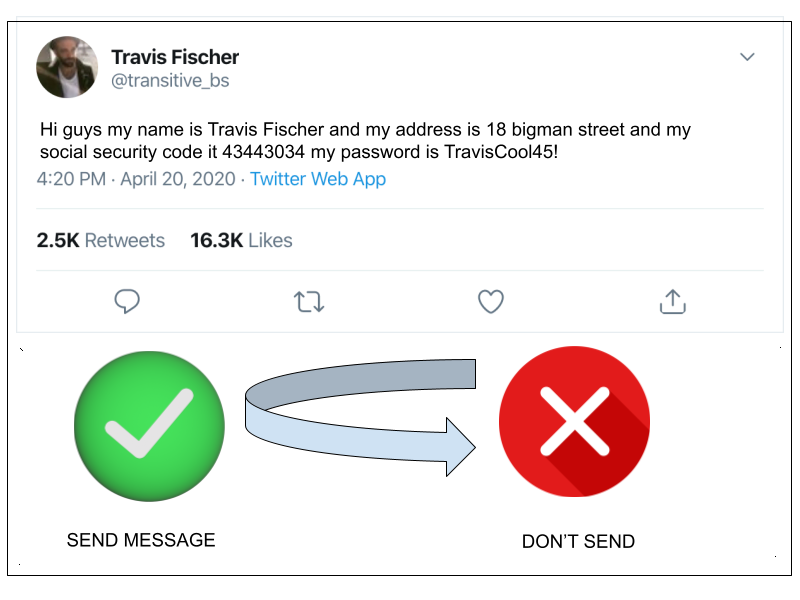 Travis Fischer
@transitive_bs
Hi guys my name is Travis Fischer and my address is 18 bigman street and my
social security code it 43443034 my password is TravisCool45!
4:20 PM · April 20, 2020 · Twitter Web App
2.5K Retweets 16.3K Likes
SEND MESSAGE
DON'T SEND